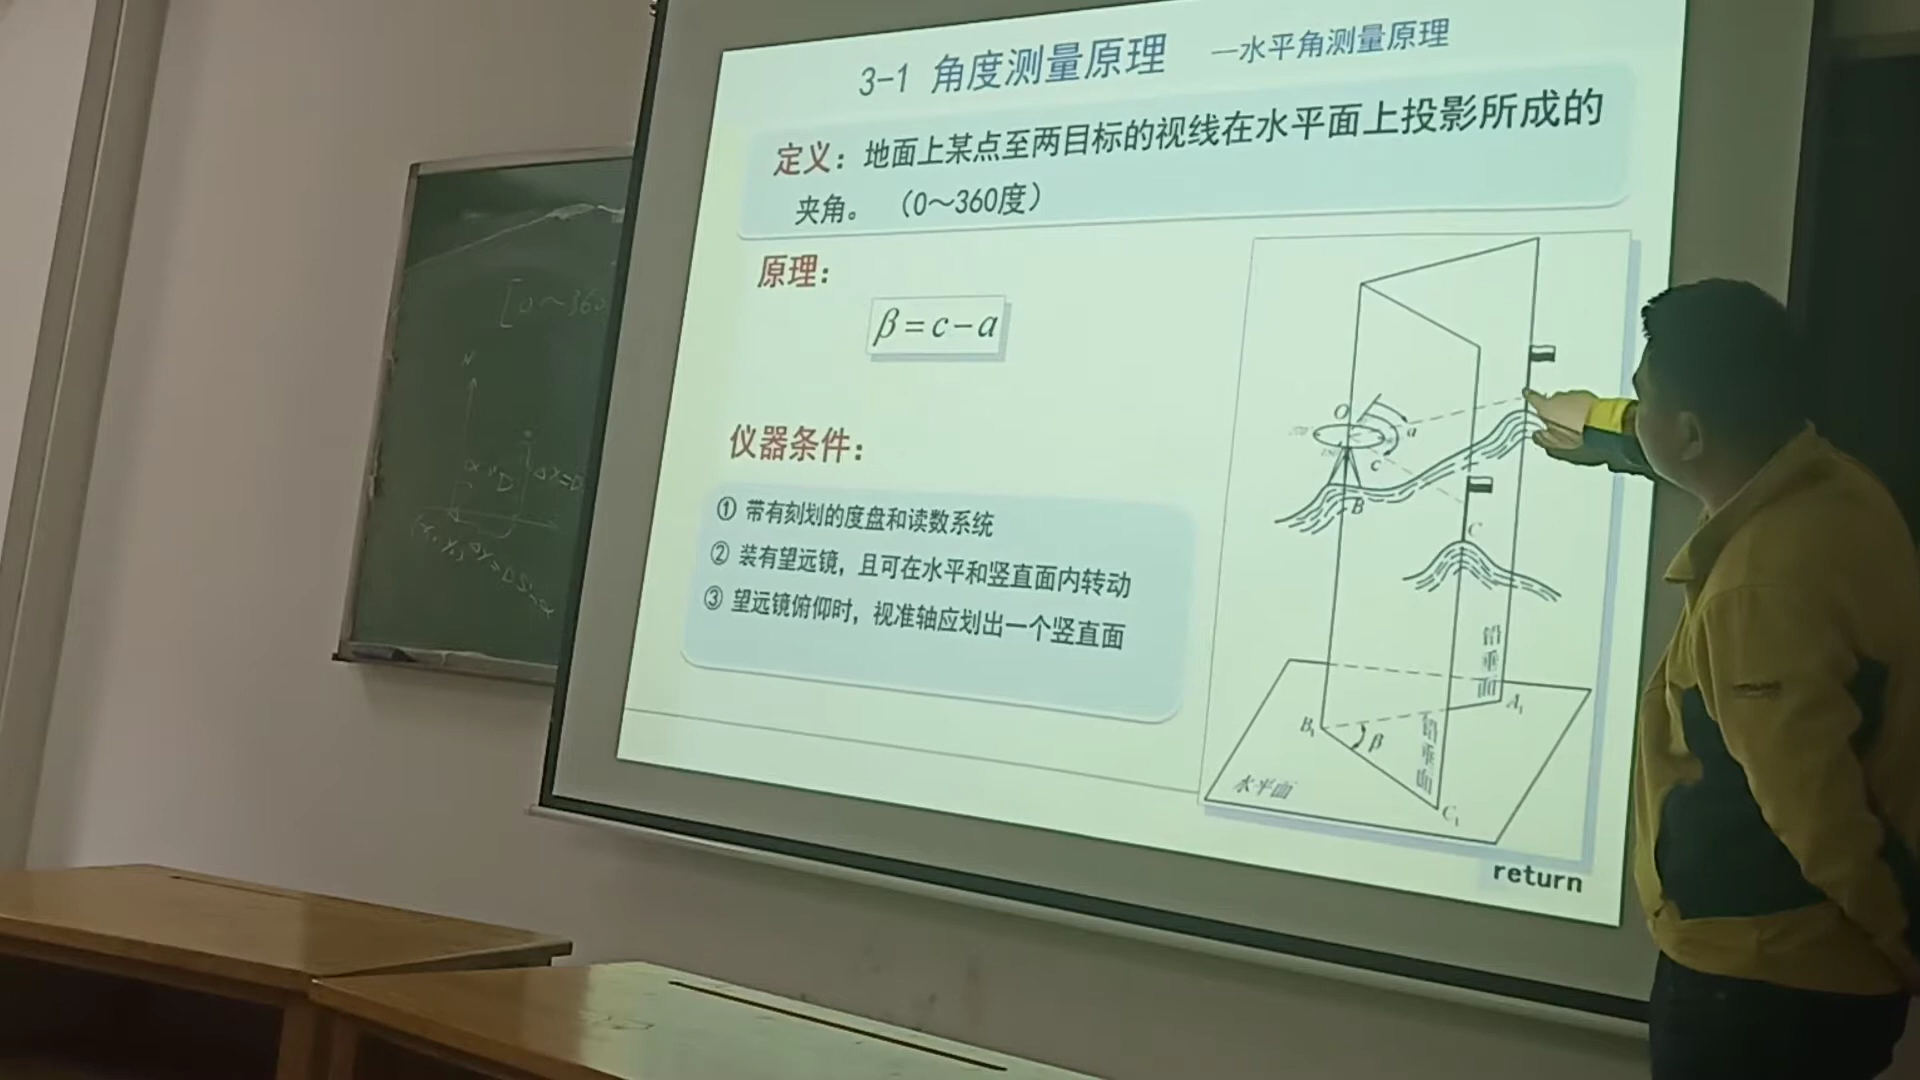 3-1 角度测量原理 —水平角测量原理
定义：地面上某点至两目标的视线在水平面上投影所成的
夹角。 （0～360度）
原理：
β=c-a
仪器条件：
① 带有刻划的度盘和读数系统
② 装有望远镜，且可在水平和竖直面内转动
③ 望远镜俯仰时，视准轴应划出一个竖直面
O
a
c
B
C
铅垂面
A₁
B₁
β
铅垂面
水平面
C₁
return
[0～360
N
α
D